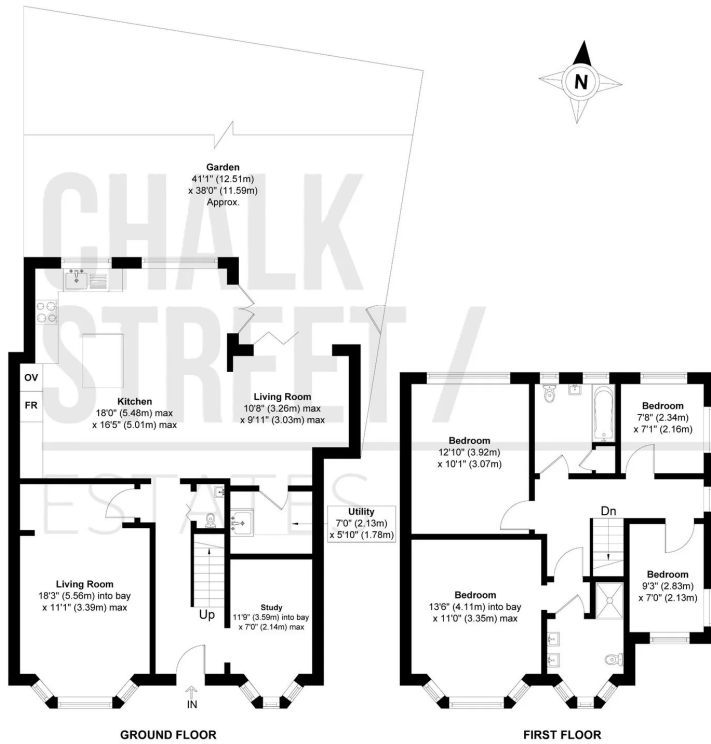 N
Garden
41'1" (12.51m)
x 38'0" (11.59m)
Approx.
CHALK
STREET /
ESTATES
OV
FR
Kitchen
18'0" (5.48m) max
x 16'5" (5.01m) max
Living Room
10'8" (3.26m) max
x 9'11" (3.03m) max
Utility
7'0" (2.13m)
x 5'10" (1.78m)
Living Room
18'3" (5.56m) into bay
x 11'1" (3.39m) max
Up
Study
11'9" (3.59m) into bay
x 7'0" (2.14m) max
IN
GROUND FLOOR
Bedroom
12'10" (3.92m)
x 10'1" (3.07m)
Bedroom
7'8" (2.34m)
x 7'1" (2.16m)
Dn
Bedroom
9'3" (2.83m)
x 7'0" (2.13m)
Bedroom
13'6" (4.11m) into bay
x 11'0" (3.35m) max
FIRST FLOOR